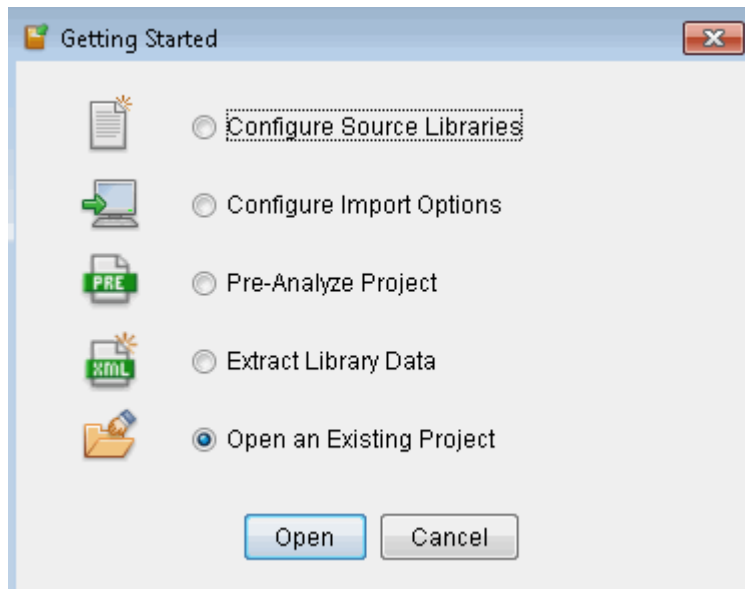 Getting Started
Configure Source Libraries
Configure Import Options
PRE Pre-Analyze Project
XML Extract Library Data
Open an Existing Project
Open Cancel